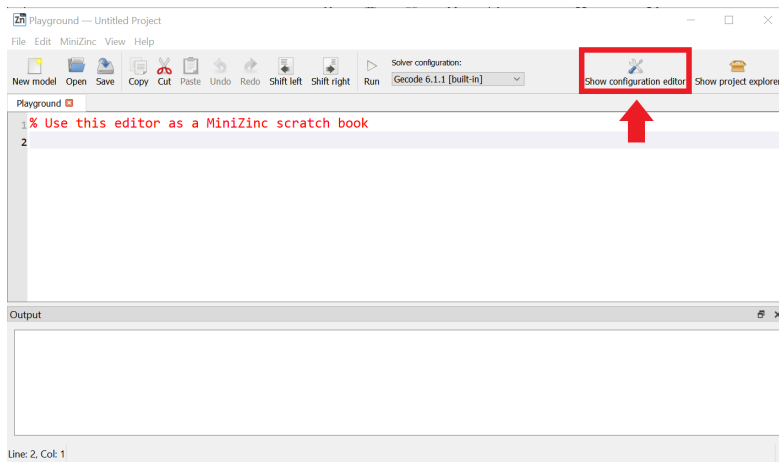 Zn Playground — Untitled Project
File Edit MiniZinc View Help
Solver configuration:
Gecode 6.1.1 [built-in]
New model Open Save Copy Cut Paste Undo Redo Shift left Shift right Run Show configuration editor Show project explorer
Playground
1 % Use this editor as a MiniZinc scratch book
2
Output
Line: 2, Col: 1